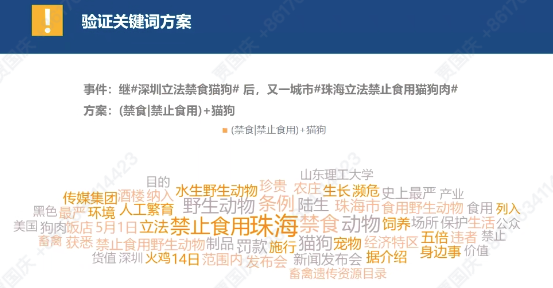 验证关键词方案
事件：继#深圳立法禁食猫狗# 后，又一城市#珠海立法禁止食用猫狗肉#
方案：(禁食|禁止食用)+猫狗
(禁食|禁止食用)+猫狗
山东理工大学
目的 水生野生动物 珍贵 农庄 生长 濒危 史上最严 产业
传媒集团 酒楼 纳入 野生动物 条例 陆生 珠海市 食用野生动物 食用 列入
黑色 最严 环境 人工繁育
美国 狗肉 饭店 5月1日 立法 禁止食用 珠海 禁食 动物 饲养 场所 保护 生活 公众
畜禽 获悉 禁止食用野生动物 制品 罚款 施行 猫狗 宠物 经济特区 五倍 违者 禁止
货值 深圳 火鸡 14日 范围内 发布会 新闻发布会 据介绍 身边事 价值
畜禽遗传资源目录